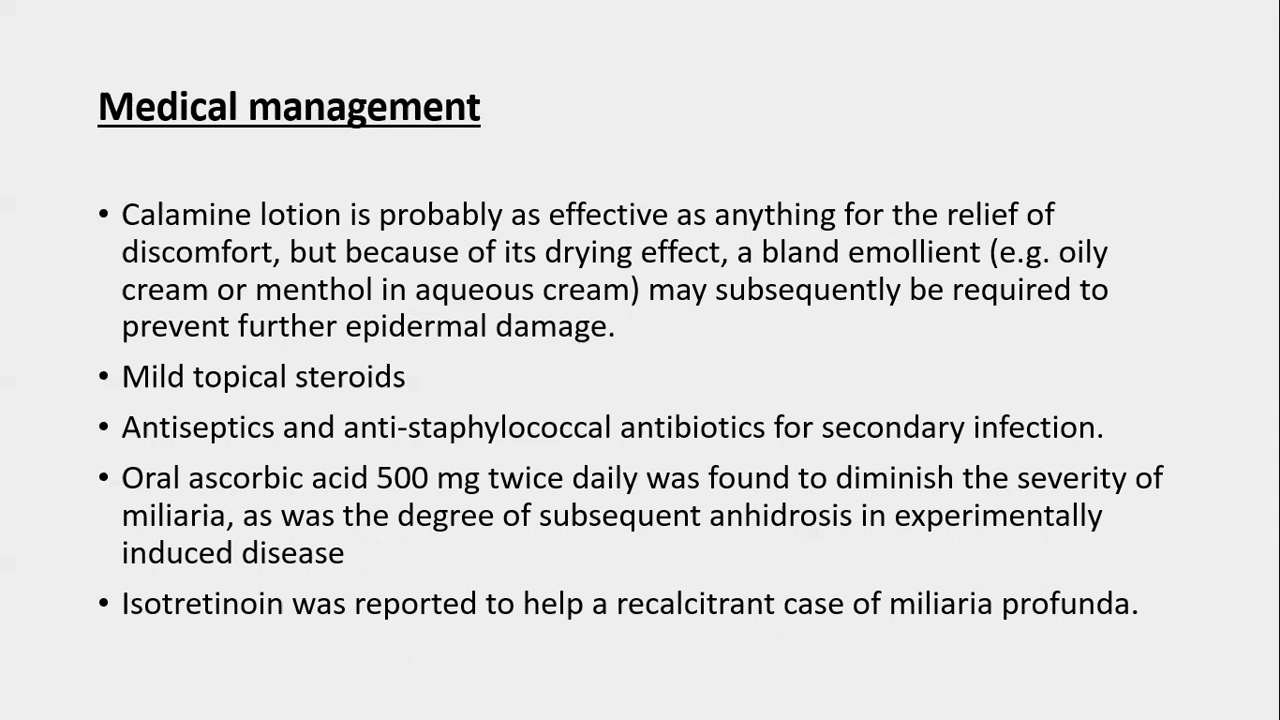 Medical management
• Calamine lotion is probably as effective as anything for the relief of
discomfort, but because of its drying effect, a bland emollient (e.g. oily
cream or menthol in aqueous cream) may subsequently be required to
prevent further epidermal damage.
• Mild topical steroids
• Antiseptics and anti-staphylococcal antibiotics for secondary infection.
• Oral ascorbic acid 500 mg twice daily was found to diminish the severity of
miliaria, as was the degree of subsequent anhidrosis in experimentally
induced disease
• Isotretinoin was reported to help a recalcitrant case of miliaria profunda.